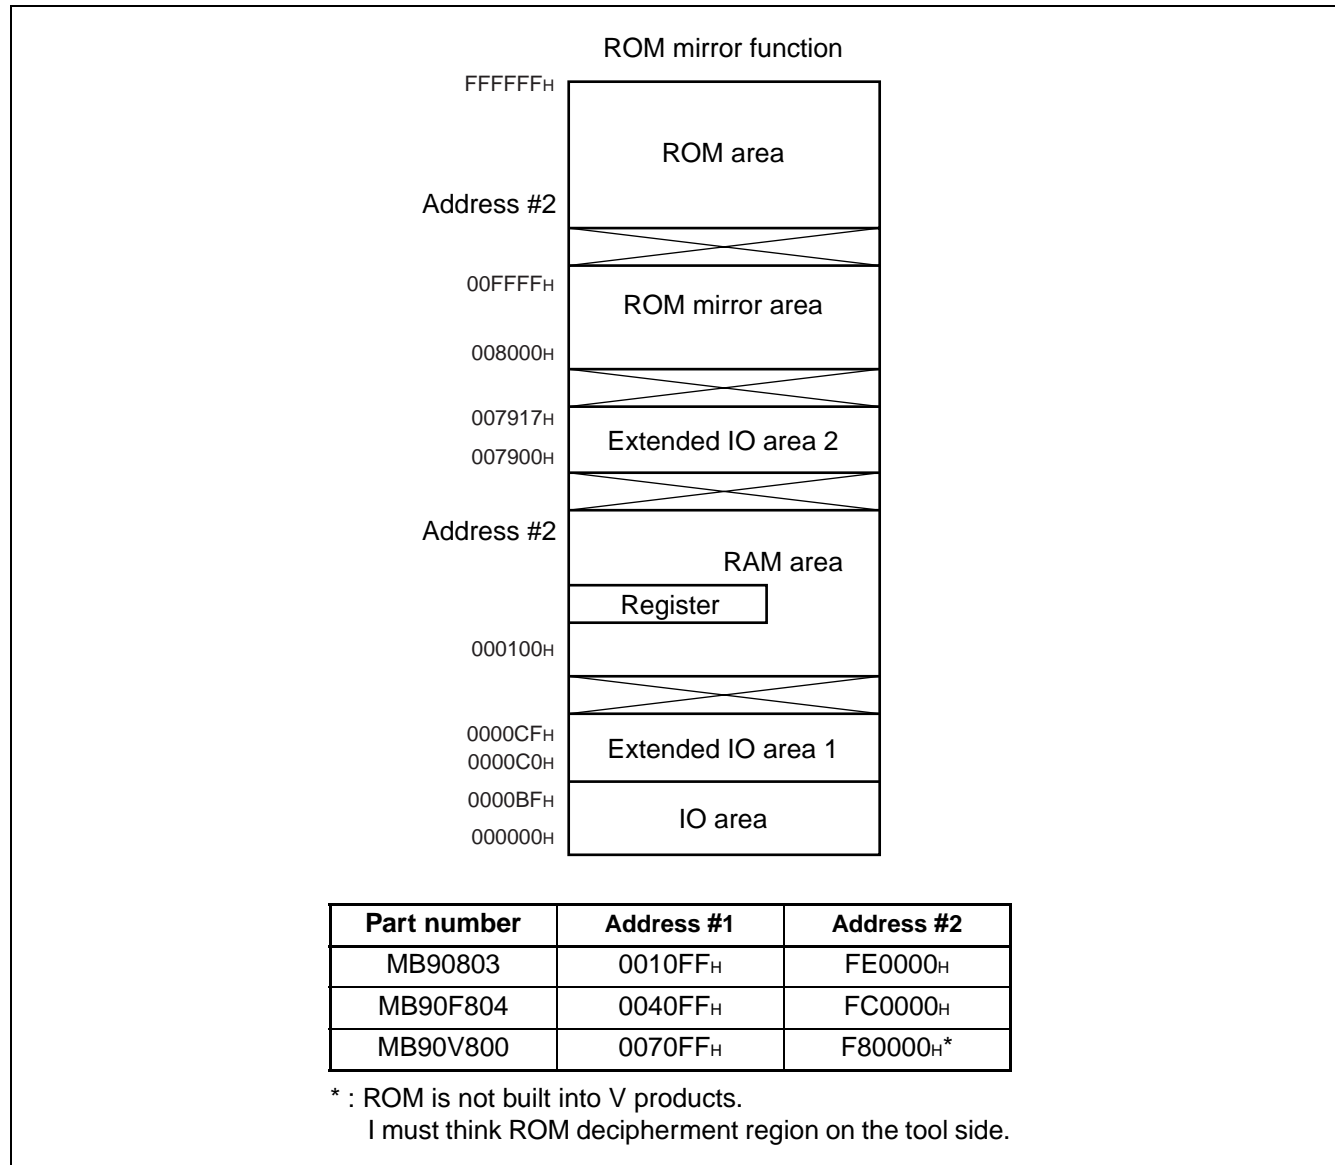 ROM mirror function
FFFFFFH
ROM area
Address #2
00FFFFH
ROM mirror area
008000H
007917H
Extended IO area 2
007900H
Address #2
RAM area
Register
000100H
0000CFH
Extended IO area 1
0000C0H
0000BFH
IO area
000000H
Part number Address #1 Address #2
MB90803 0010FFH FE0000H
MB90F804 0040FFH FC0000H
MB90V800 0070FFH F80000H*
* : ROM is not built into V products.
I must think ROM decipherment region on the tool side.